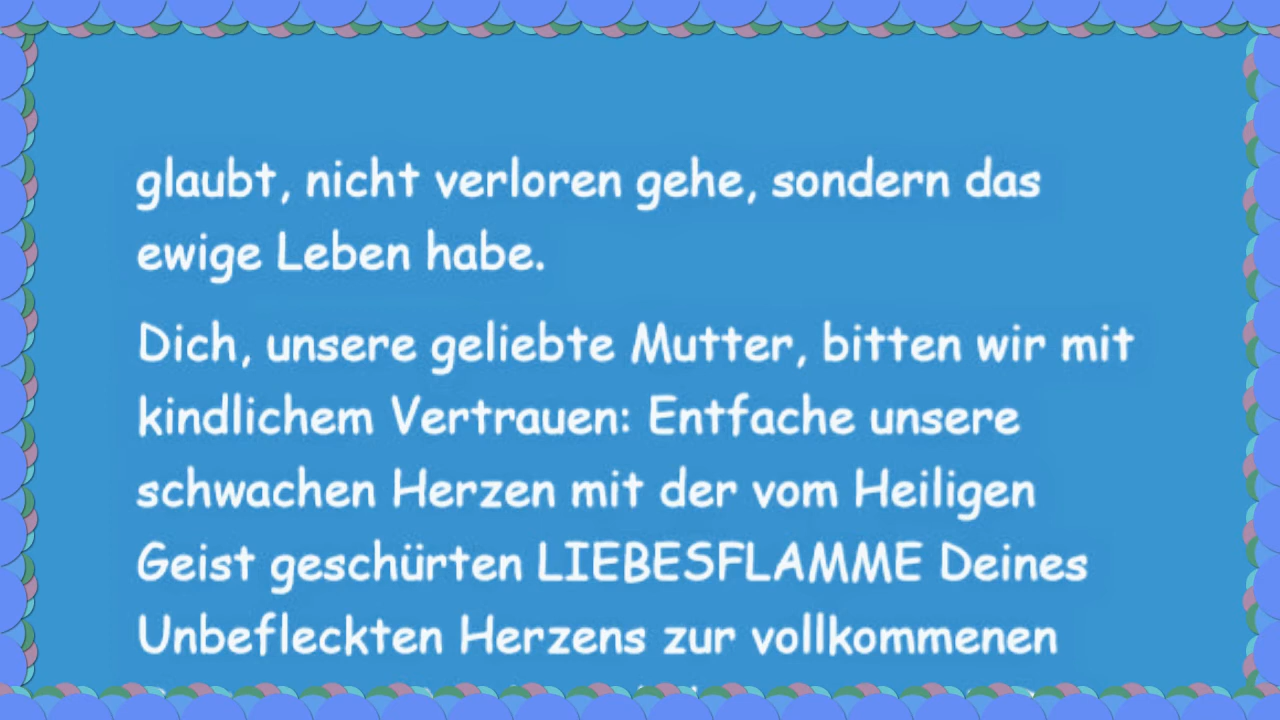 glaubt, nicht verloren gehe, sondern das
ewige Leben habe.
Dich, unsere geliebte Mutter, bitten wir mit
kindlichem Vertrauen: Entfache unsere
schwachen Herzen mit der vom Heiligen
Geist geschürten LIEBESFLAMME Deines
Unbefleckten Herzens zur vollkommenen